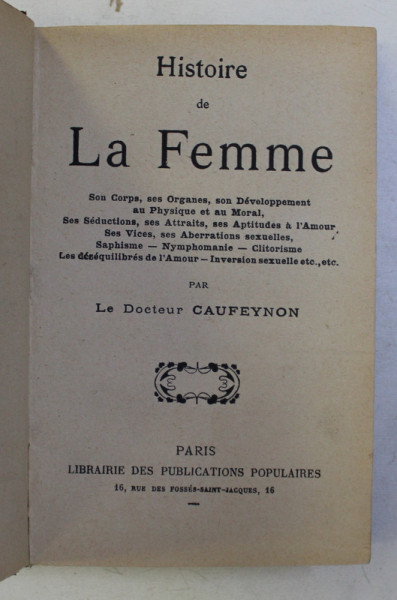 Histoire
de
La Femme
Son Corps, ses Organes, son Développement
au Physique et au Moral,
Ses Séductions, ses Attraits, ses Aptitudes à l'Amour
Ses Vices, ses Aberrations sexuelles,
Saphisme — Nymphomanie — Clitorisme
Les déséquilibrés de l'Amour — Inversion sexuelle etc., etc.
PAR
Le Docteur CAUFEYNON
PARIS
LIBRAIRIE DES PUBLICATIONS POPULAIRES
16, RUE DES FOSSÉS-SAINT-JACQUES, 16